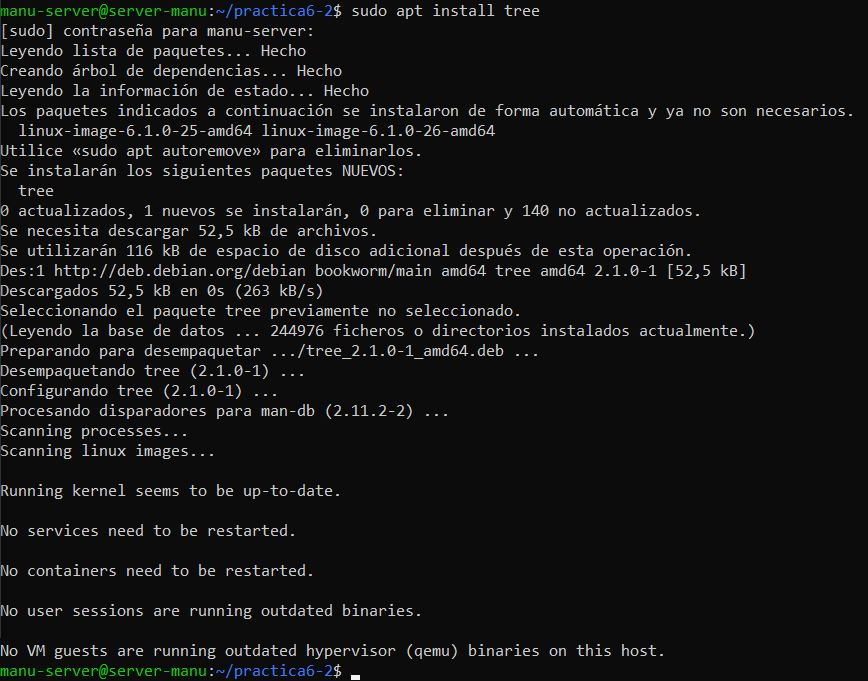 manu-server@server-manu:~/practica6-2$ sudo apt install tree
[sudo] contraseña para manu-server:
Leyendo lista de paquetes... Hecho
Creando árbol de dependencias... Hecho
Leyendo la información de estado... Hecho
Los paquetes indicados a continuación se instalaron de forma automática y ya no son necesarios.
  linux-image-6.1.0-25-amd64 linux-image-6.1.0-26-amd64
Utilice «sudo apt autoremove» para eliminarlos.
Se instalarán los siguientes paquetes NUEVOS:
  tree
0 actualizados, 1 nuevos se instalarán, 0 para eliminar y 140 no actualizados.
Se necesita descargar 52,5 kB de archivos.
Se utilizarán 116 kB de espacio de disco adicional después de esta operación.
Des:1 http://deb.debian.org/debian bookworm/main amd64 tree amd64 2.1.0-1 [52,5 kB]
Descargados 52,5 kB en 0s (263 kB/s)
Seleccionando el paquete tree previamente no seleccionado.
(Leyendo la base de datos ... 244976 ficheros o directorios instalados actualmente.)
Preparando para desempaquetar .../tree_2.1.0-1_amd64.deb ...
Desempaquetando tree (2.1.0-1) ...
Configurando tree (2.1.0-1) ...
Procesando disparadores para man-db (2.11.2-2) ...
Scanning processes...
Scanning linux images...
Running kernel seems to be up-to-date.
No services need to be restarted.
No containers need to be restarted.
No user sessions are running outdated binaries.
No VM guests are running outdated hypervisor (qemu) binaries on this host.
manu-server@server-manu:~/practica6-2$